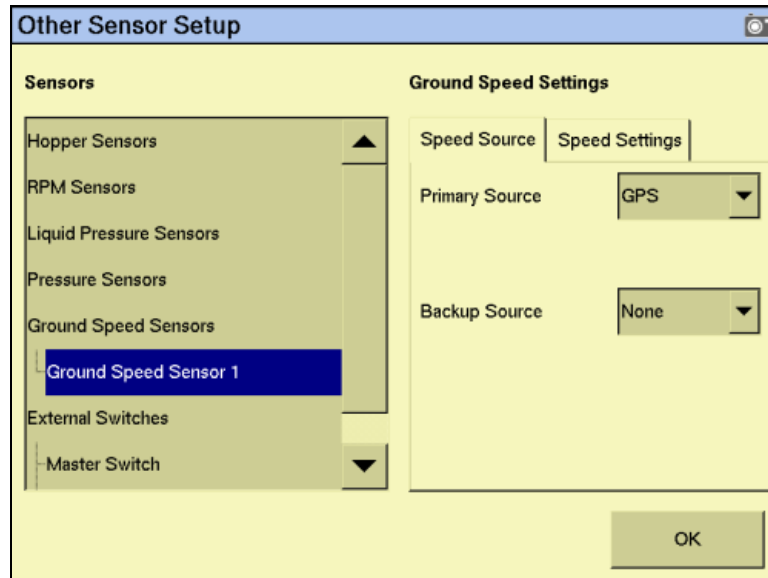 Other Sensor Setup
Sensors
Hopper Sensors
RPM Sensors
Liquid Pressure Sensors
Pressure Sensors
Ground Speed Sensors
Ground Speed Sensor 1
External Switches
Master Switch
Ground Speed Settings
Speed Source
Speed Settings
Primary Source
GPS
Backup Source
None
OK